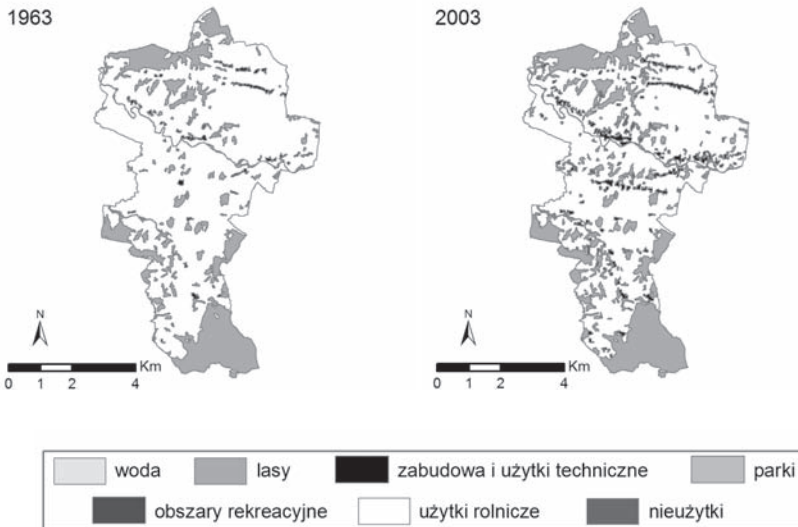 1963
2003
N
N
Km
0 1 2 4
Km
0 1 2 4
woda lasy zabudowa i użytki techniczne parki
obszary rekreacyjne użytki rolnicze nieużytki